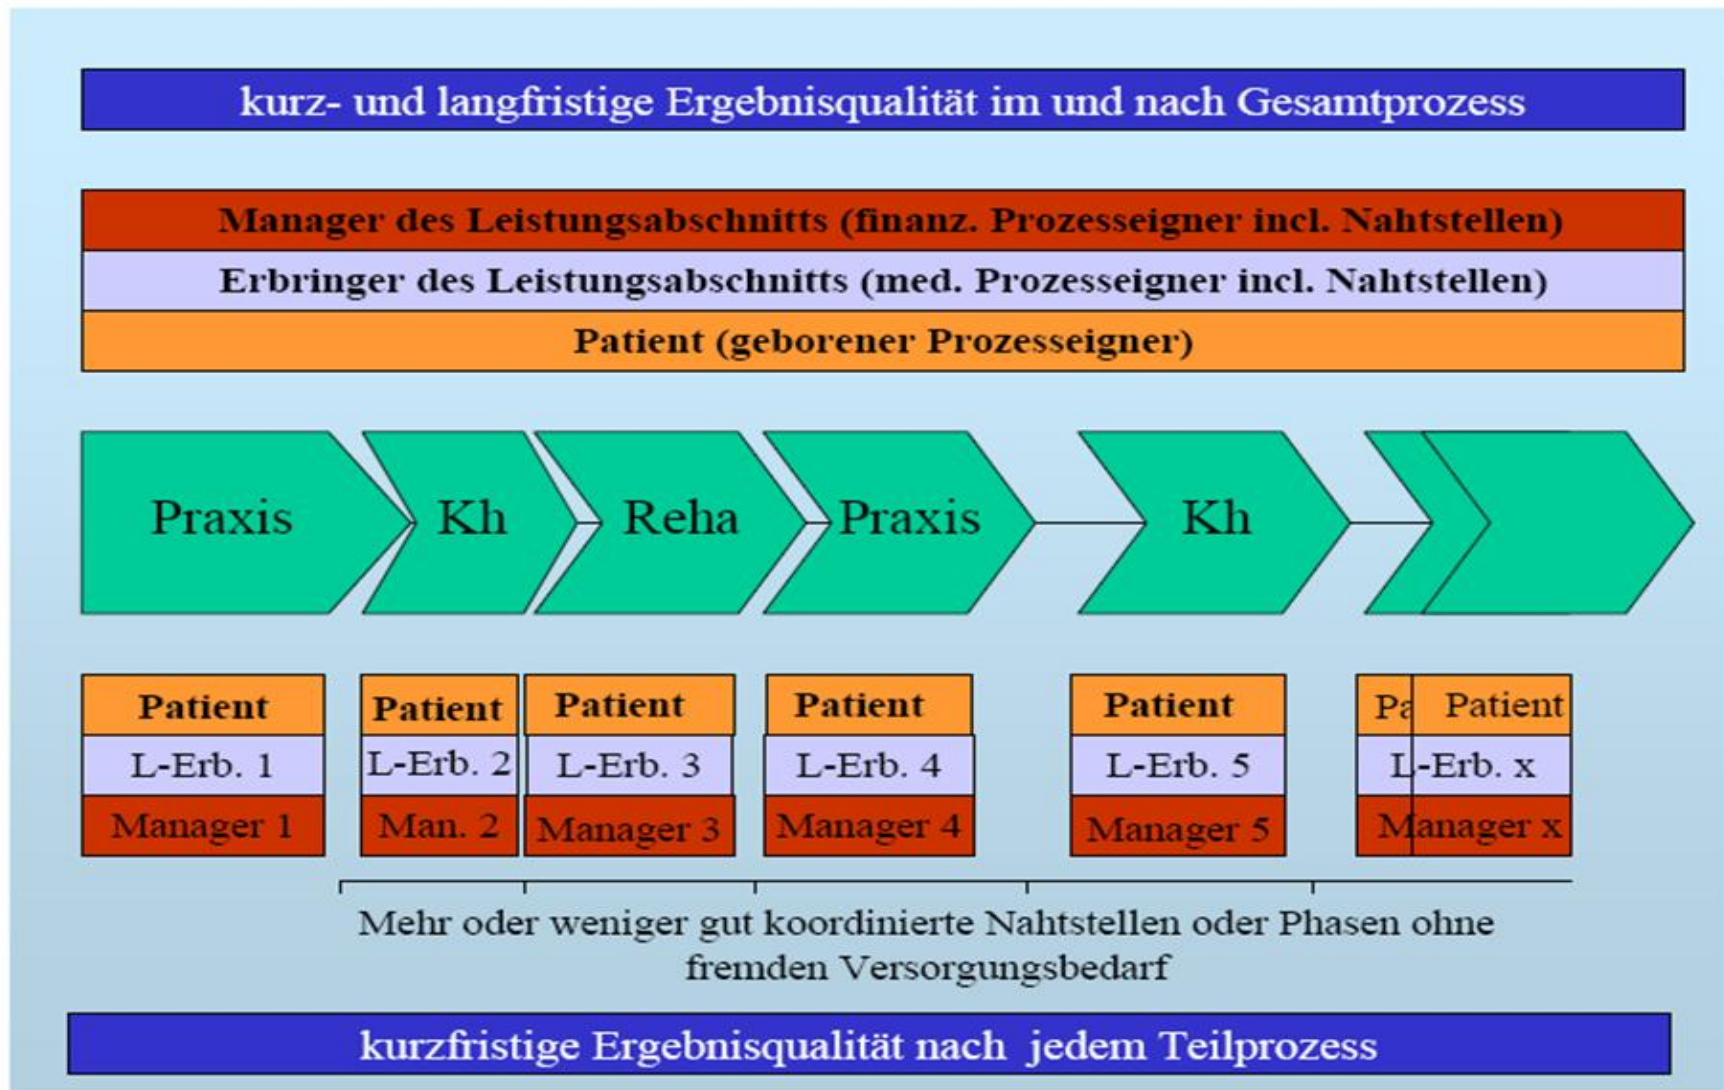 kurz- und langfristige Ergebnisqualität im und nach Gesamtprozess
Manager des Leistungsabschnitts (finanz. Prozesseigner incl. Nahtstellen)
Erbringer des Leistungsabschnitts (med. Prozesseigner incl. Nahtstellen)
Patient (geborener Prozesseigner)
Praxis Kh Reha Praxis Kh
Patient Patient Patient Patient Patient Pa Patient
L-Erb. 1 L-Erb. 2 L-Erb. 3 L-Erb. 4 L-Erb. 5 L-Erb. x
Manager 1 Man. 2 Manager 3 Manager 4 Manager 5 Manager x
Mehr oder weniger gut koordinierte Nahtstellen oder Phasen ohne
fremden Versorgungsbedarf
kurzfristige Ergebnisqualität nach jedem Teilprozess